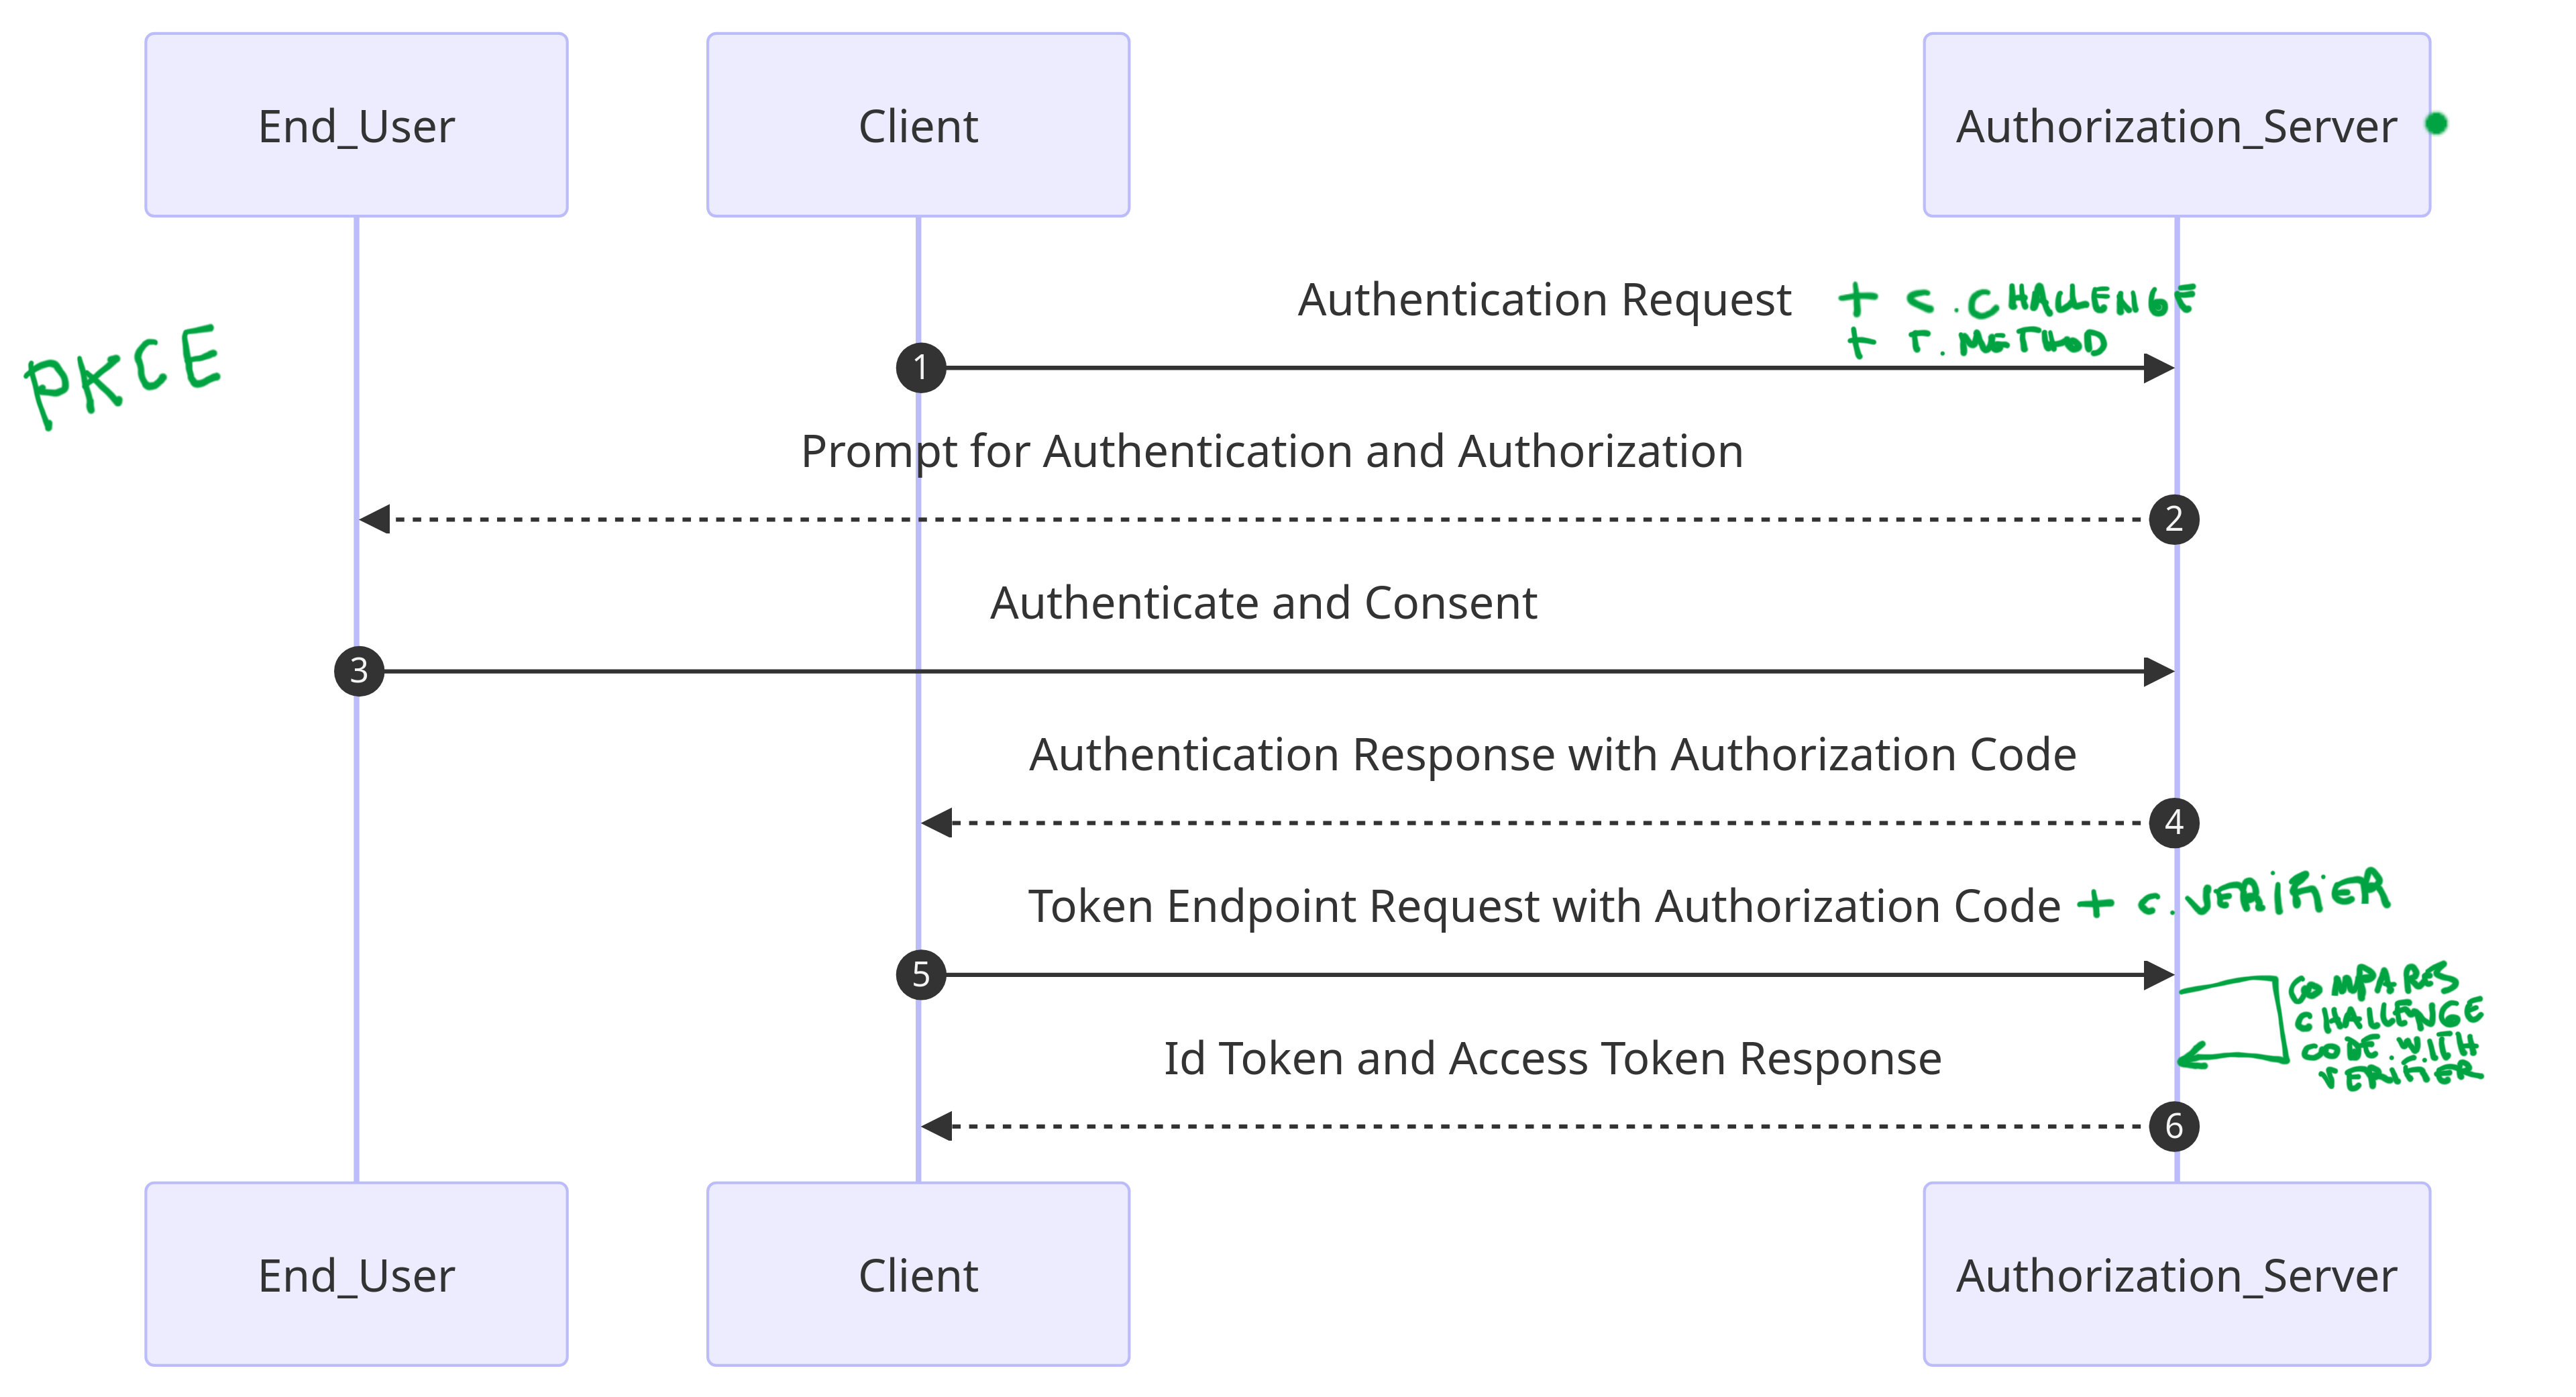 End_User
Client
Authorization_Server
Authentication Request + C.CHALLENGE
+ T.METHOD
1
PKCE
Prompt for Authentication and Authorization
2
Authenticate and Consent
3
Authentication Response with Authorization Code
4
Token Endpoint Request with Authorization Code + C.VERIFIER
5
COMPARES
CHALLENGE
CODE WITH
VERIFIER
Id Token and Access Token Response
6
End_User
Client
Authorization_Server